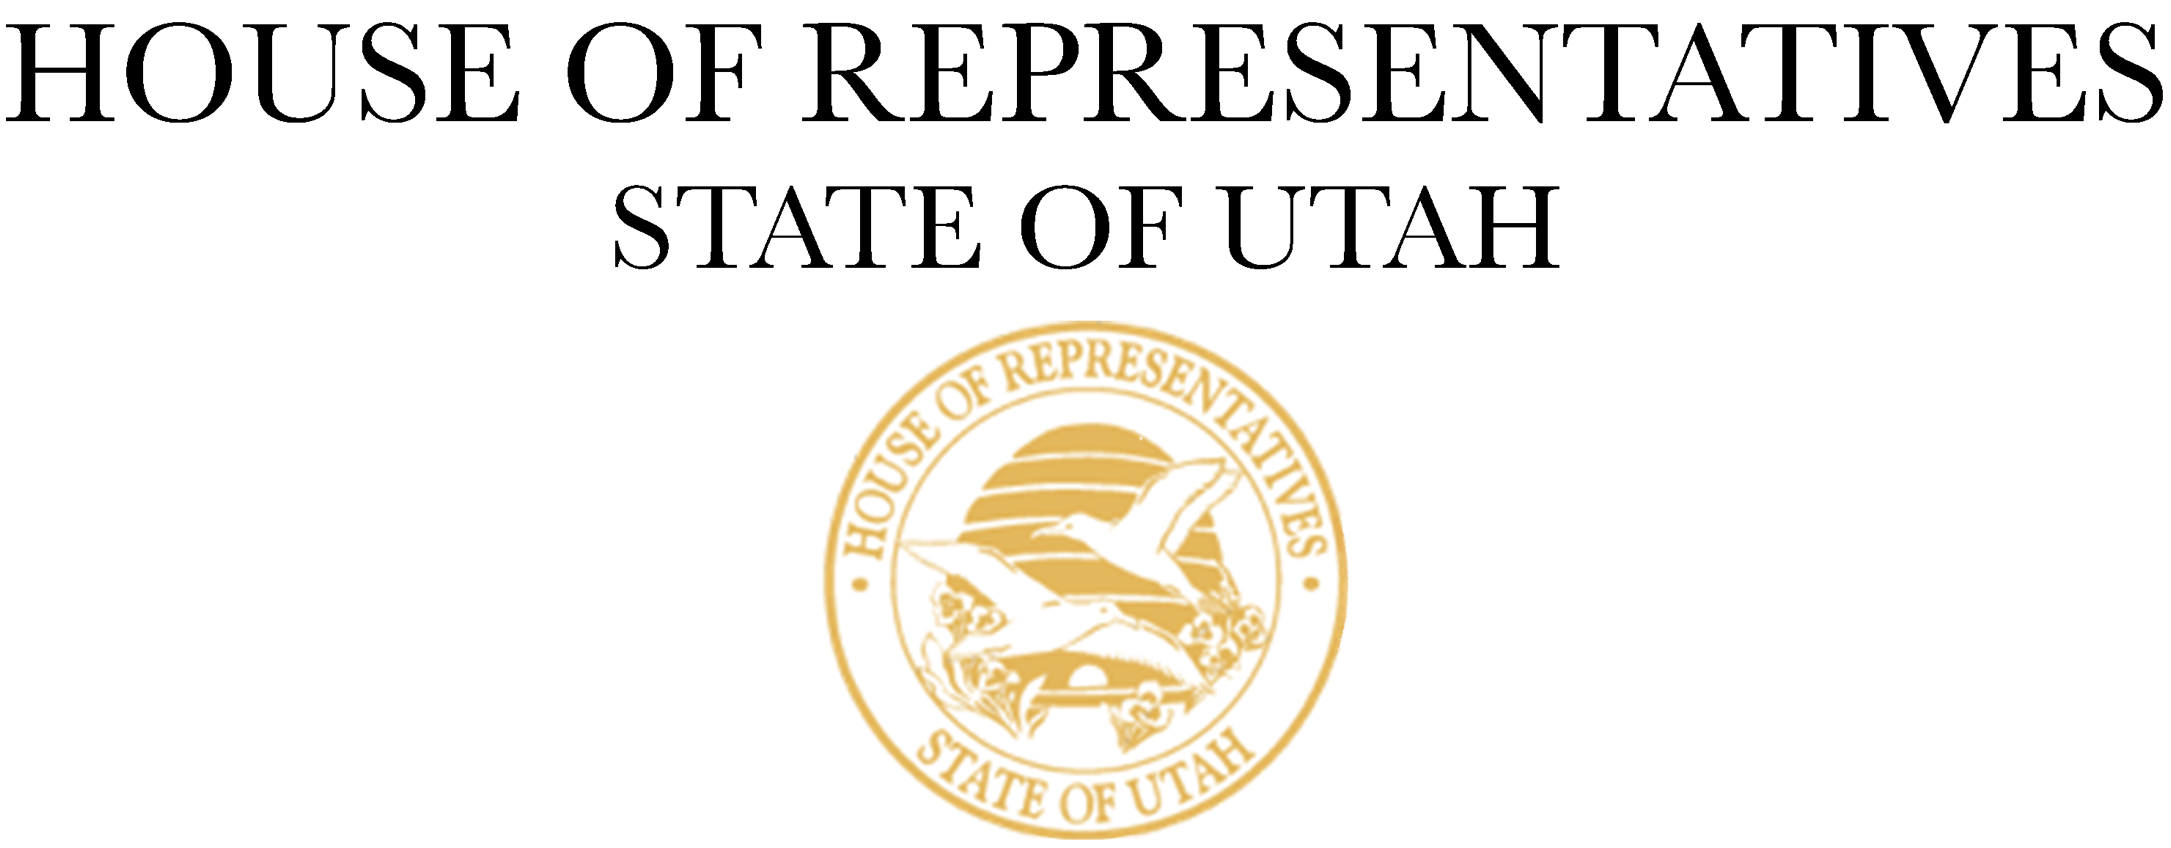 HOUSE OF REPRESENTATIVES
STATE OF UTAH
• HOUSE OF REPRESENTATIVES •
STATE OF UTAH